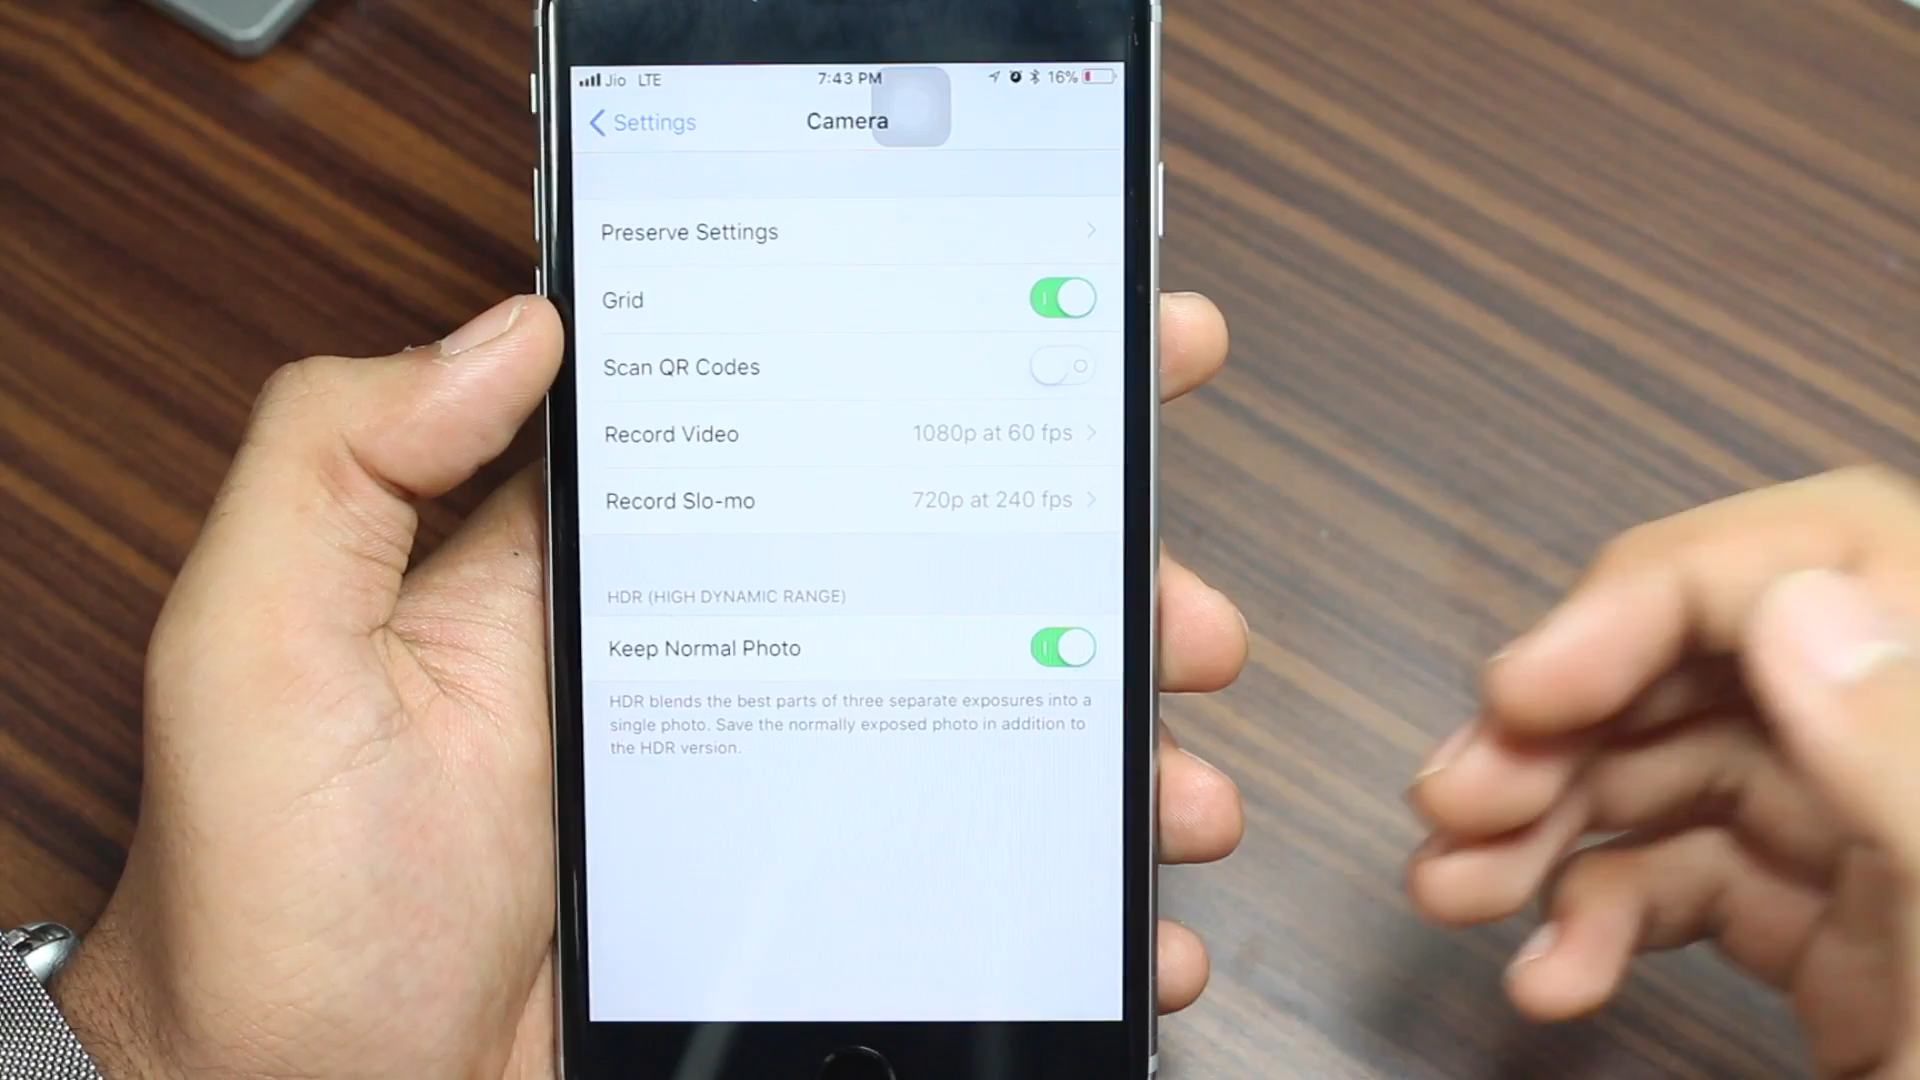 Jio LTE 7:43 PM 16%
Settings Camera
Preserve Settings
Grid
Scan QR Codes
Record Video 1080p at 60 fps
Record Slo-mo 720p at 240 fps
HDR (HIGH DYNAMIC RANGE)
Keep Normal Photo
HDR blends the best parts of three separate exposures into a
single photo. Save the normally exposed photo in addition to
the HDR version.